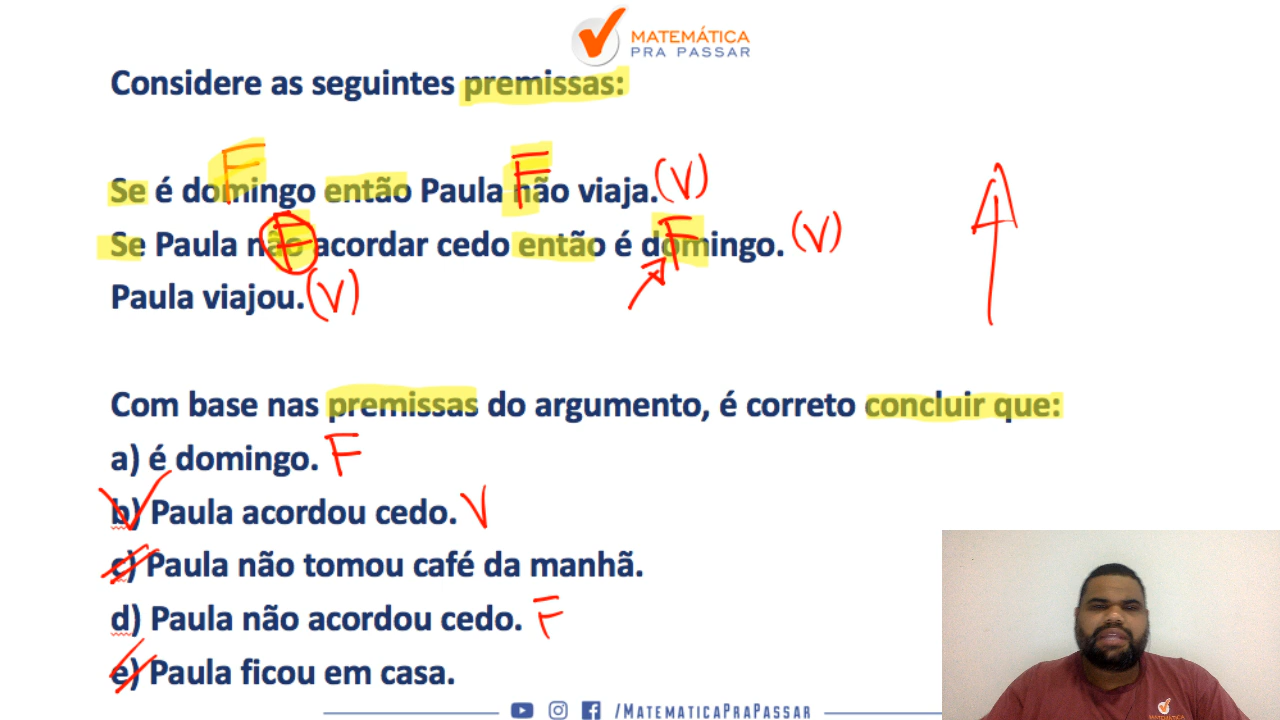 MATEMÁTICA
PRA PASSAR
Considere as seguintes premissas:
F F
Se é domingo então Paula não viaja. (V)
F F
Se Paula não acordar cedo então é domingo. (V)
Paula viajou. (V)
Com base nas premissas do argumento, é correto concluir que:
a) é domingo. F
b) Paula acordou cedo. V
c) Paula não tomou café da manhã.
d) Paula não acordou cedo. F
e) Paula ficou em casa.
/MATEMATICAPRAPASSAR
MATEMÁTICA